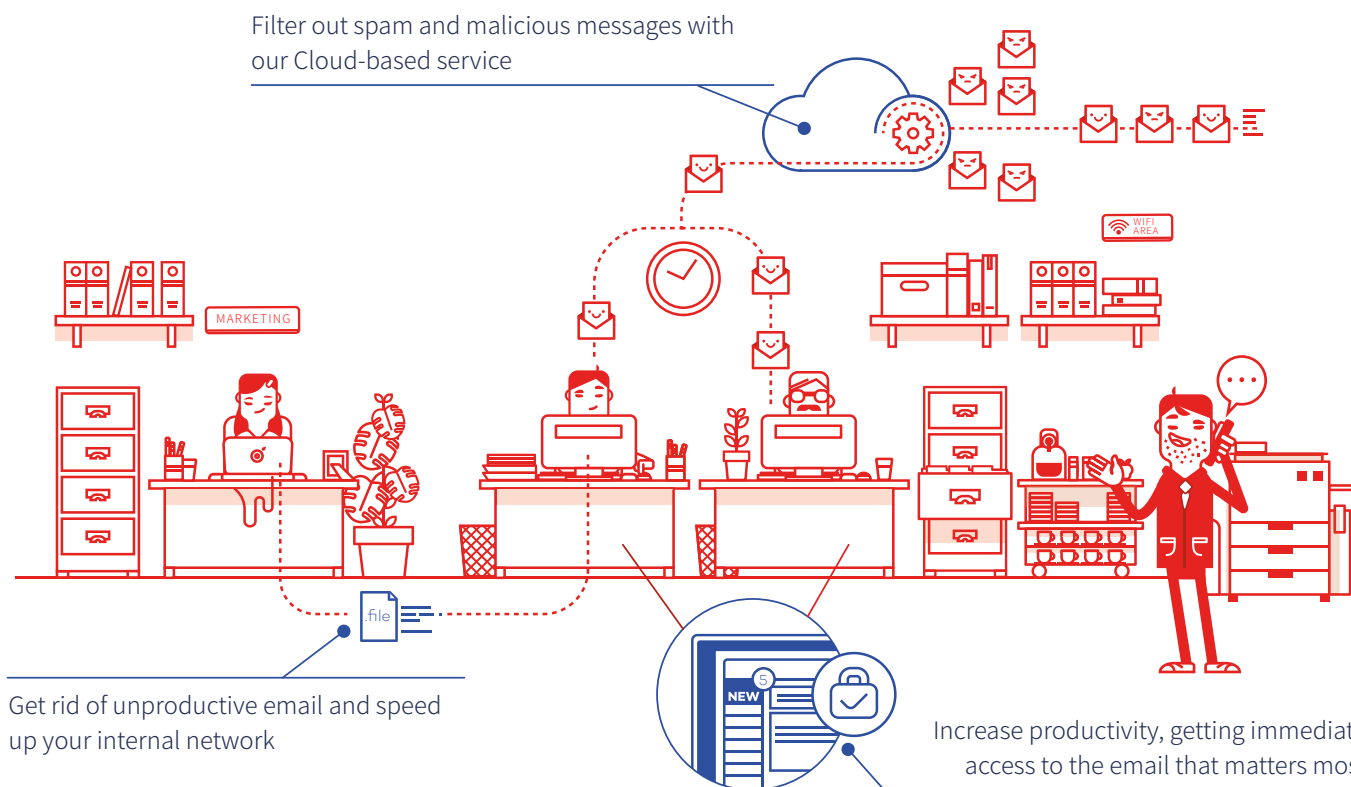 Filter out spam and malicious messages with
our Cloud-based service
WIFI
AREA
MARKETING
.file
5
NEW
Get rid of unproductive email and speed
up your internal network
Increase productivity, getting immediat
access to the email that matters mos